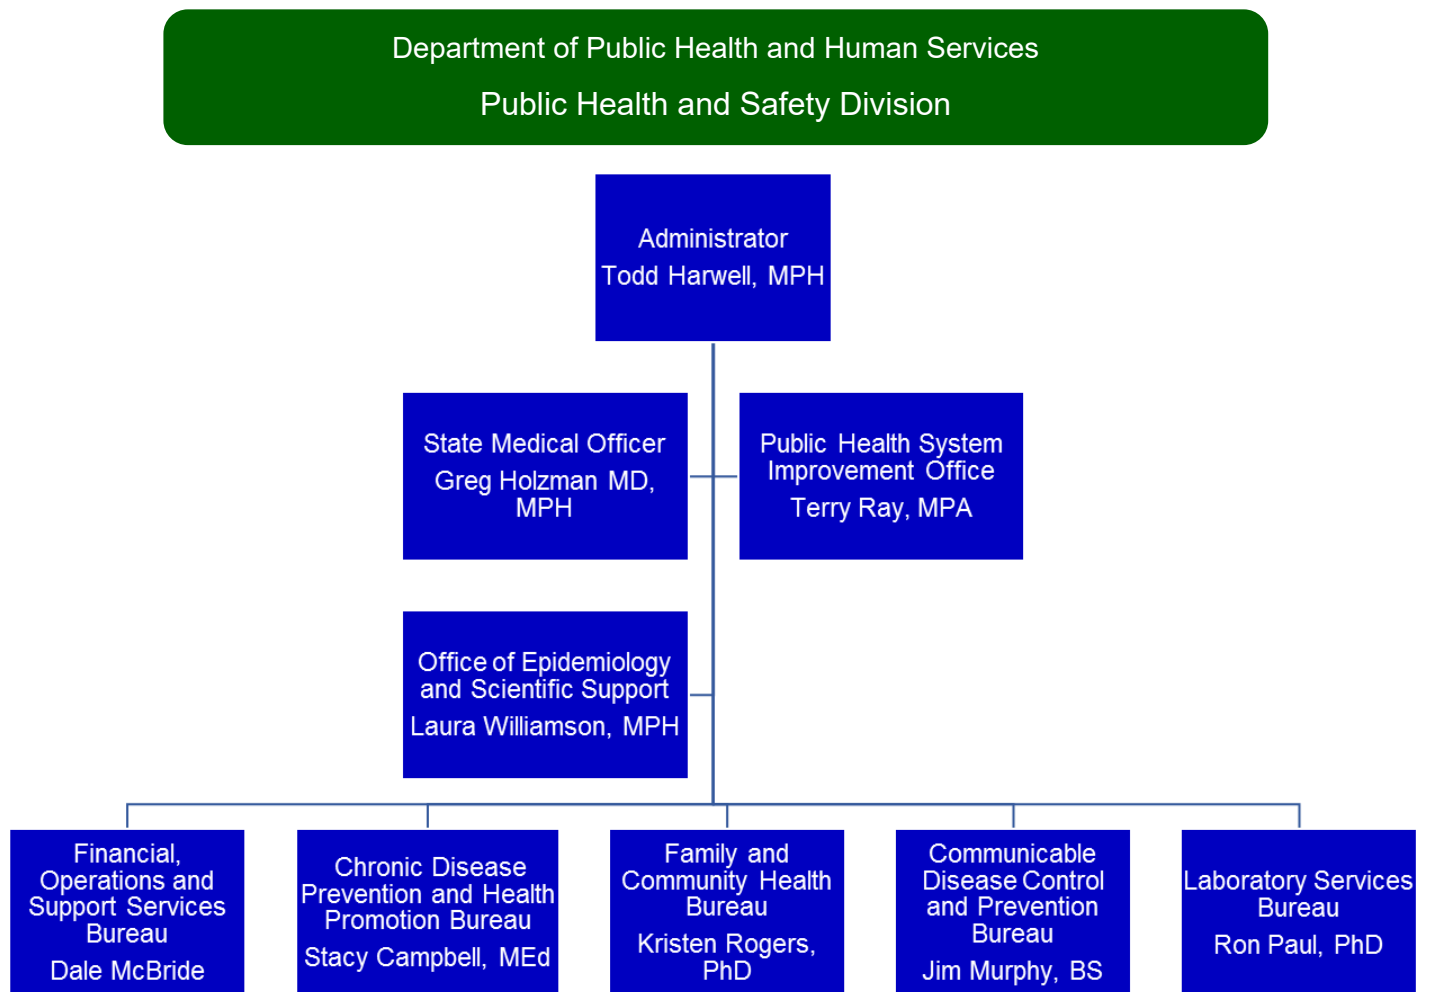 Department of Public Health and Human Services
Public Health and Safety Division
Administrator
Todd Harwell, MPH
State Medical Officer
Greg Holzman MD,
MPH
Public Health System
Improvement Office
Terry Ray, MPA
Office of Epidemiology
and Scientific Support
Laura Williamson, MPH
Financial,
Operations and
Support Services
Bureau
Dale McBride
Chronic Disease
Prevention and Health
Promotion Bureau
Stacy Campbell, MEd
Family and
Community Health
Bureau
Kristen Rogers,
PhD
Communicable
Disease Control
and Prevention
Bureau
Jim Murphy, BS
Laboratory Services
Bureau
Ron Paul, PhD